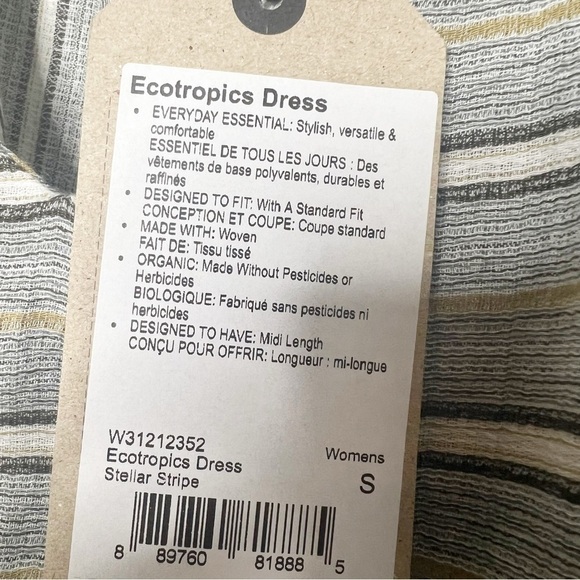 Ecotropics Dress
• EVERYDAY ESSENTIAL: Stylish, versatile &
comfortable
ESSENTIEL DE TOUS LES JOURS : Des
vêtements de base polyvalents, durables et
raffinés
• DESIGNED TO FIT: With A Standard Fit
CONCEPTION ET COUPE: Coupe standard
• MADE WITH: Woven
FAIT DE: Tissu tissé
• ORGANIC: Made Without Pesticides or
Herbicides
BIOLOGIQUE: Fabriqué sans pesticides ni
herbicides
• DESIGNED TO HAVE: Midi Length
CONÇU POUR OFFRIR: Longueur : mi-longue
W31212352
Ecotropics Dress
Stellar Stripe
Womens
S
8 89760 81888 5